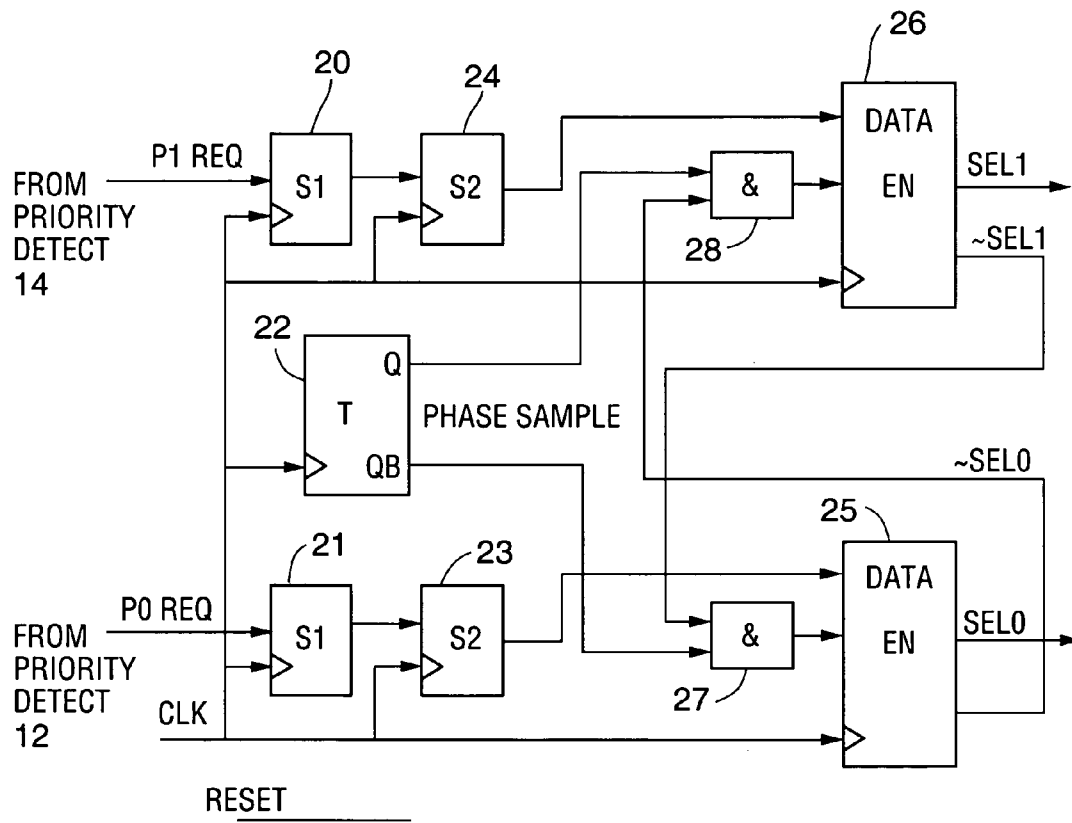 26
20
24
DATA
P1 REQ
SEL1
FROM
PRIORITY
DETECT
14
S1
S2
&
EN
28
~SEL1
22
Q
T
PHASE SAMPLE
QB
~SEL0
25
21
23
DATA
P0 REQ
FROM
PRIORITY
DETECT
12
S1
S2
&
EN
SEL0
27
CLK
RESET